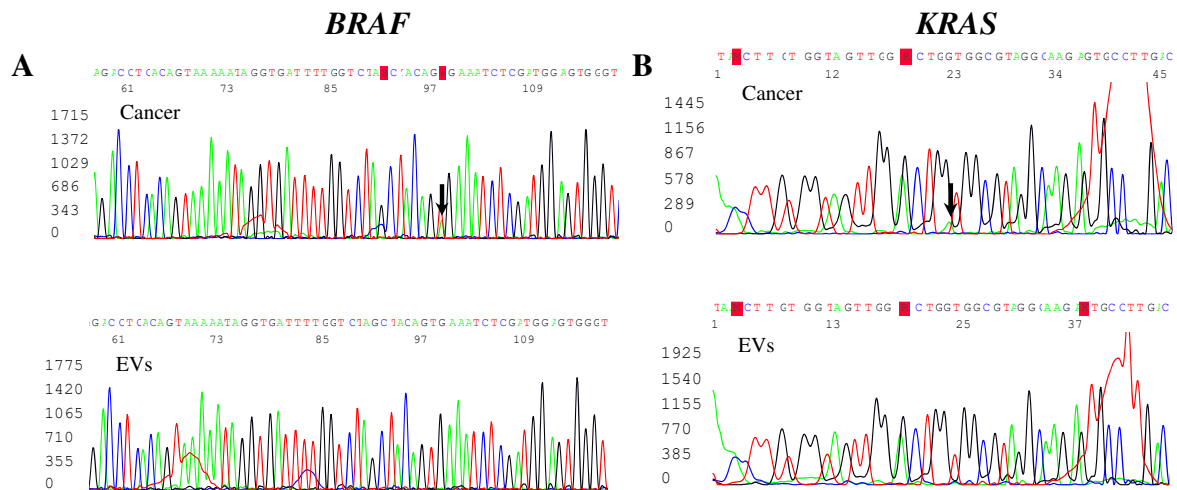 BRAF
KRAS
A
B
61 73 85 97 109
Cancer
1715
1372
1029
686
343
0
GACCTCACAGTAAAAATAGGTGATTTTGGTCTAGCTACAGTGAAATCTCGATGGAGTGGGT
61 73 85 97 109
EVs
1775
1420
1065
710
355
0
1 12 23 34 45
Cancer
1445
1156
867
578
289
0
1 13 25 37
EVs
1925
1540
1155
770
385
0